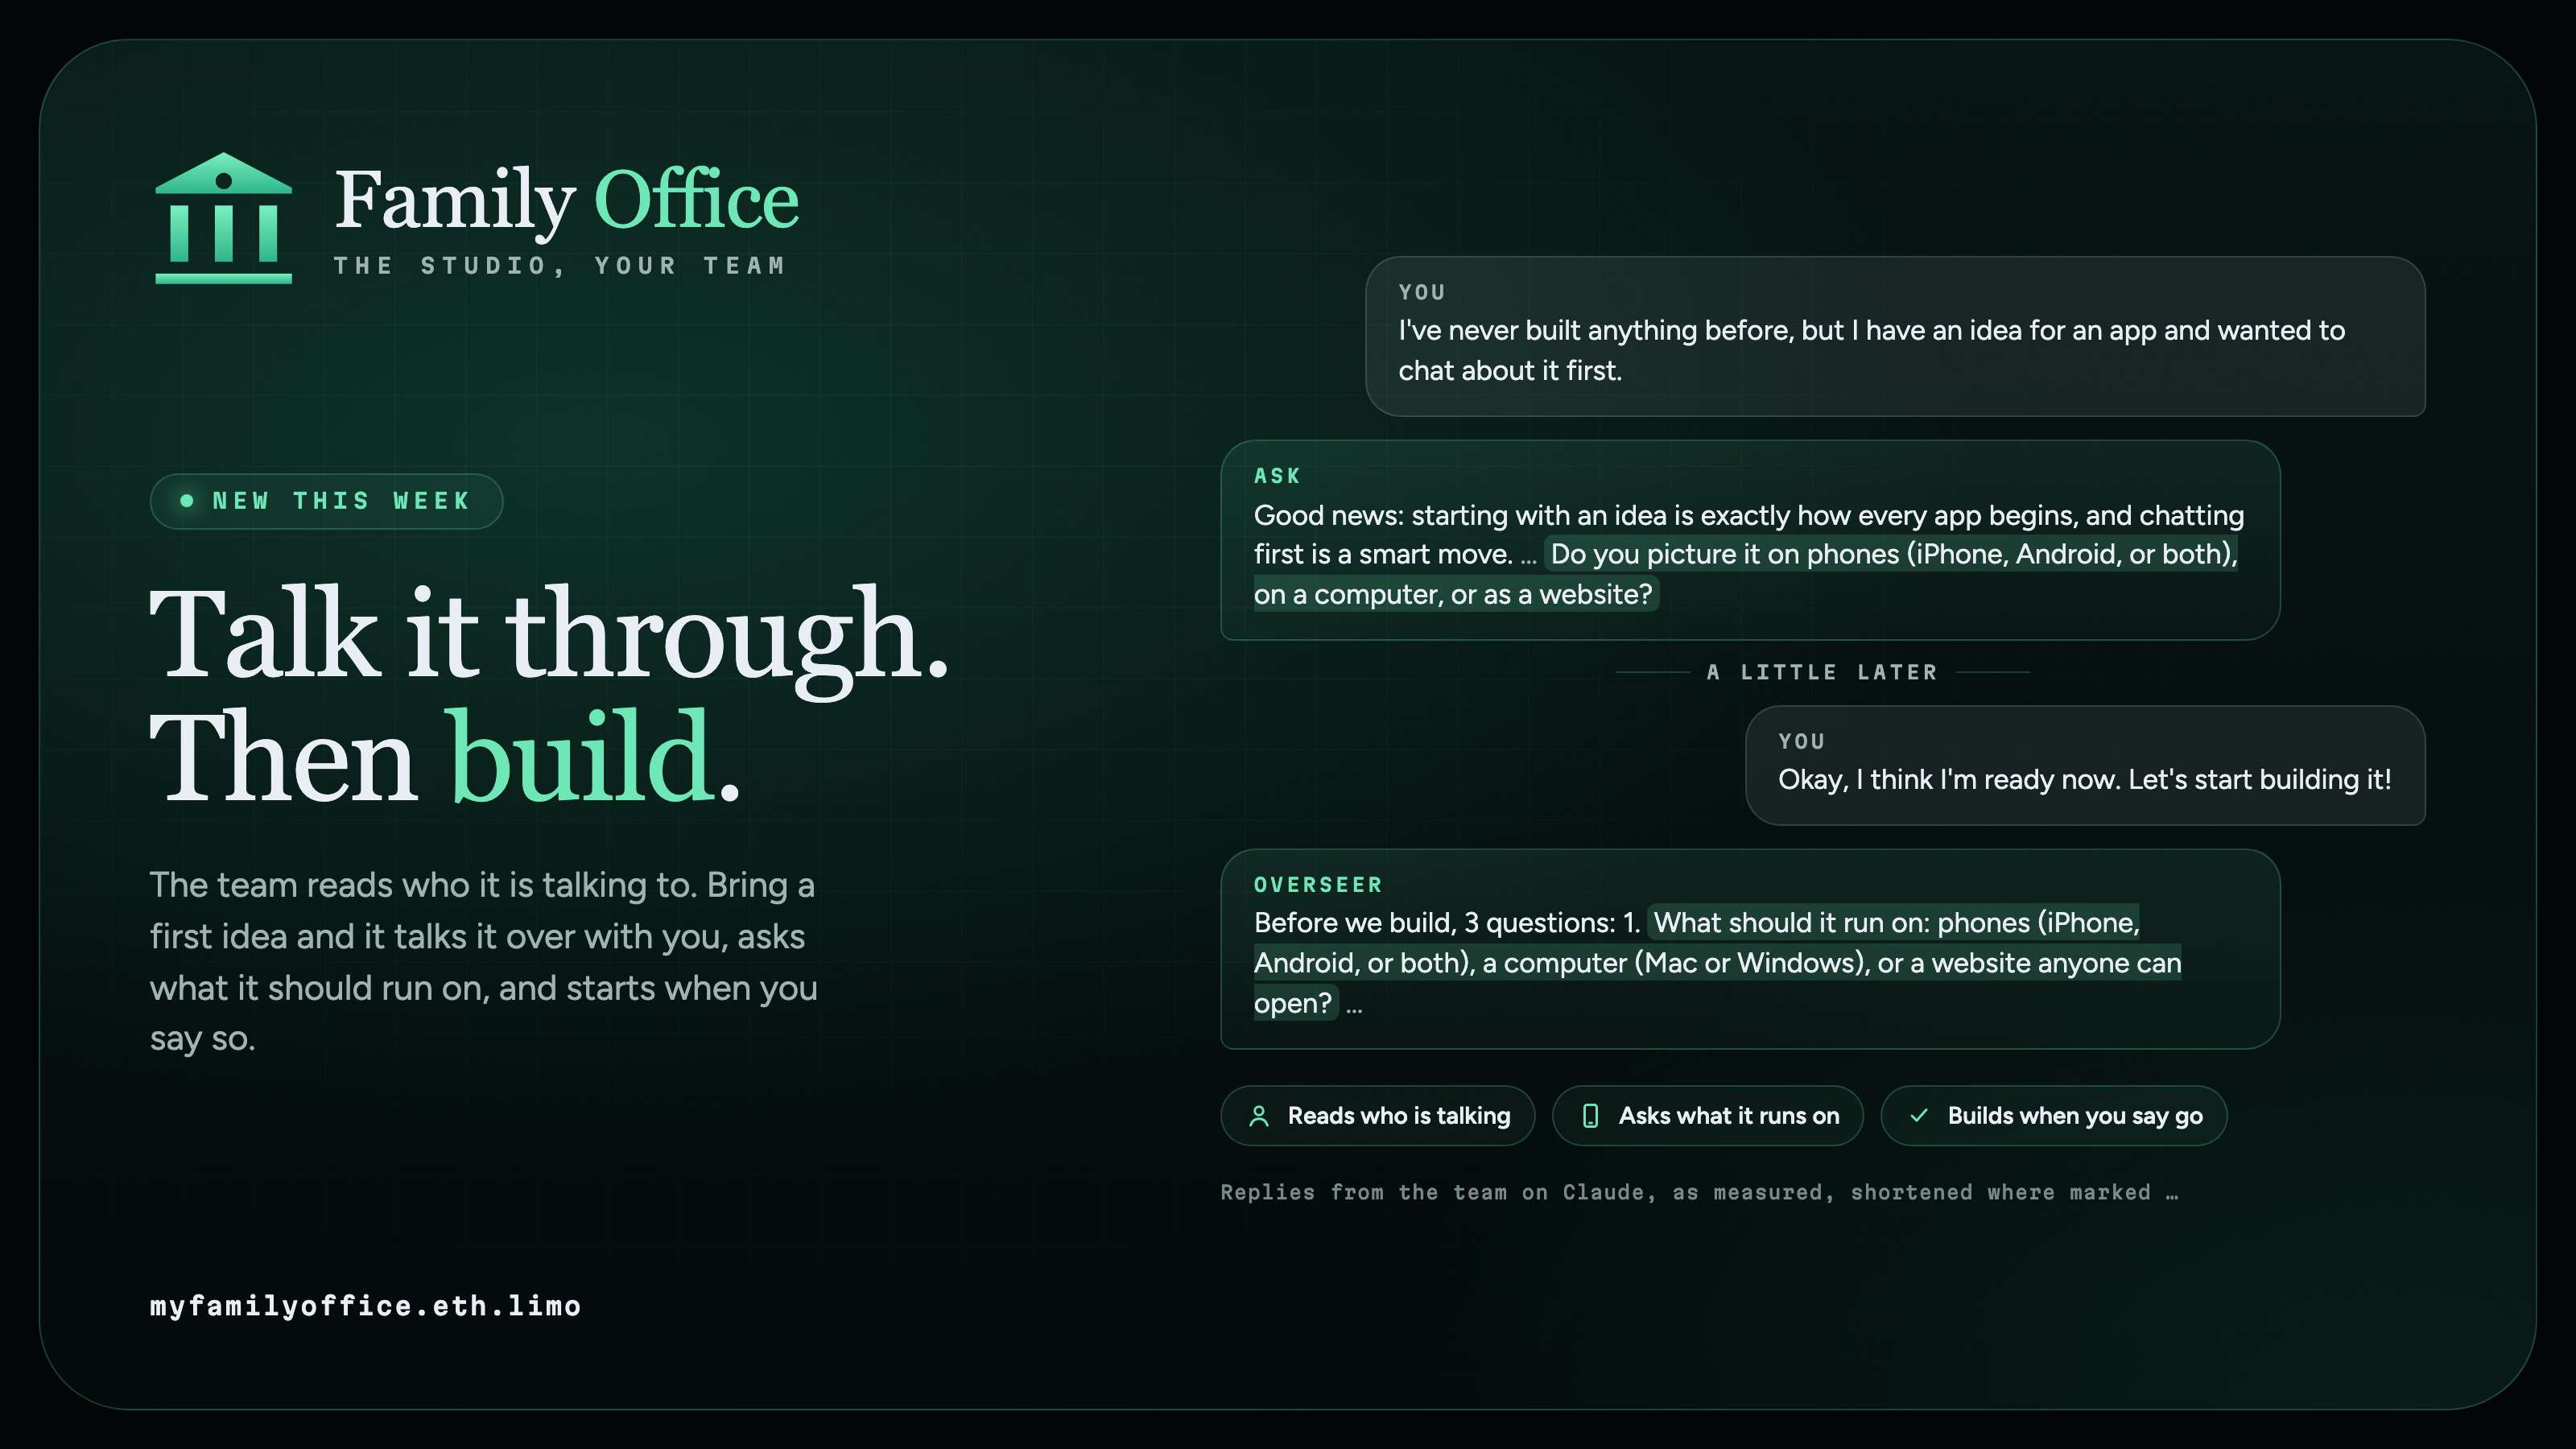 Family Office
THE STUDIO, YOUR TEAM
NEW THIS WEEK
Talk it through.
Then build.
The team reads who it is talking to. Bring a
first idea and it talks it over with you, asks
what it should run on, and starts when you
say so.
myfamilyoffice.eth.limo
YOU
I've never built anything before, but I have an idea for an app and wanted to
chat about it first.
ASK
Good news: starting with an idea is exactly how every app begins, and chatting
first is a smart move. … Do you picture it on phones (iPhone, Android, or both),
on a computer, or as a website?
A LITTLE LATER
YOU
Okay, I think I'm ready now. Let's start building it!
OVERSEER
Before we build, 3 questions: 1. What should it run on: phones (iPhone,
Android, or both), a computer (Mac or Windows), or a website anyone can
open? …
Reads who is talking
Asks what it runs on
Builds when you say go
Replies from the team on Claude, as measured, shortened where marked …